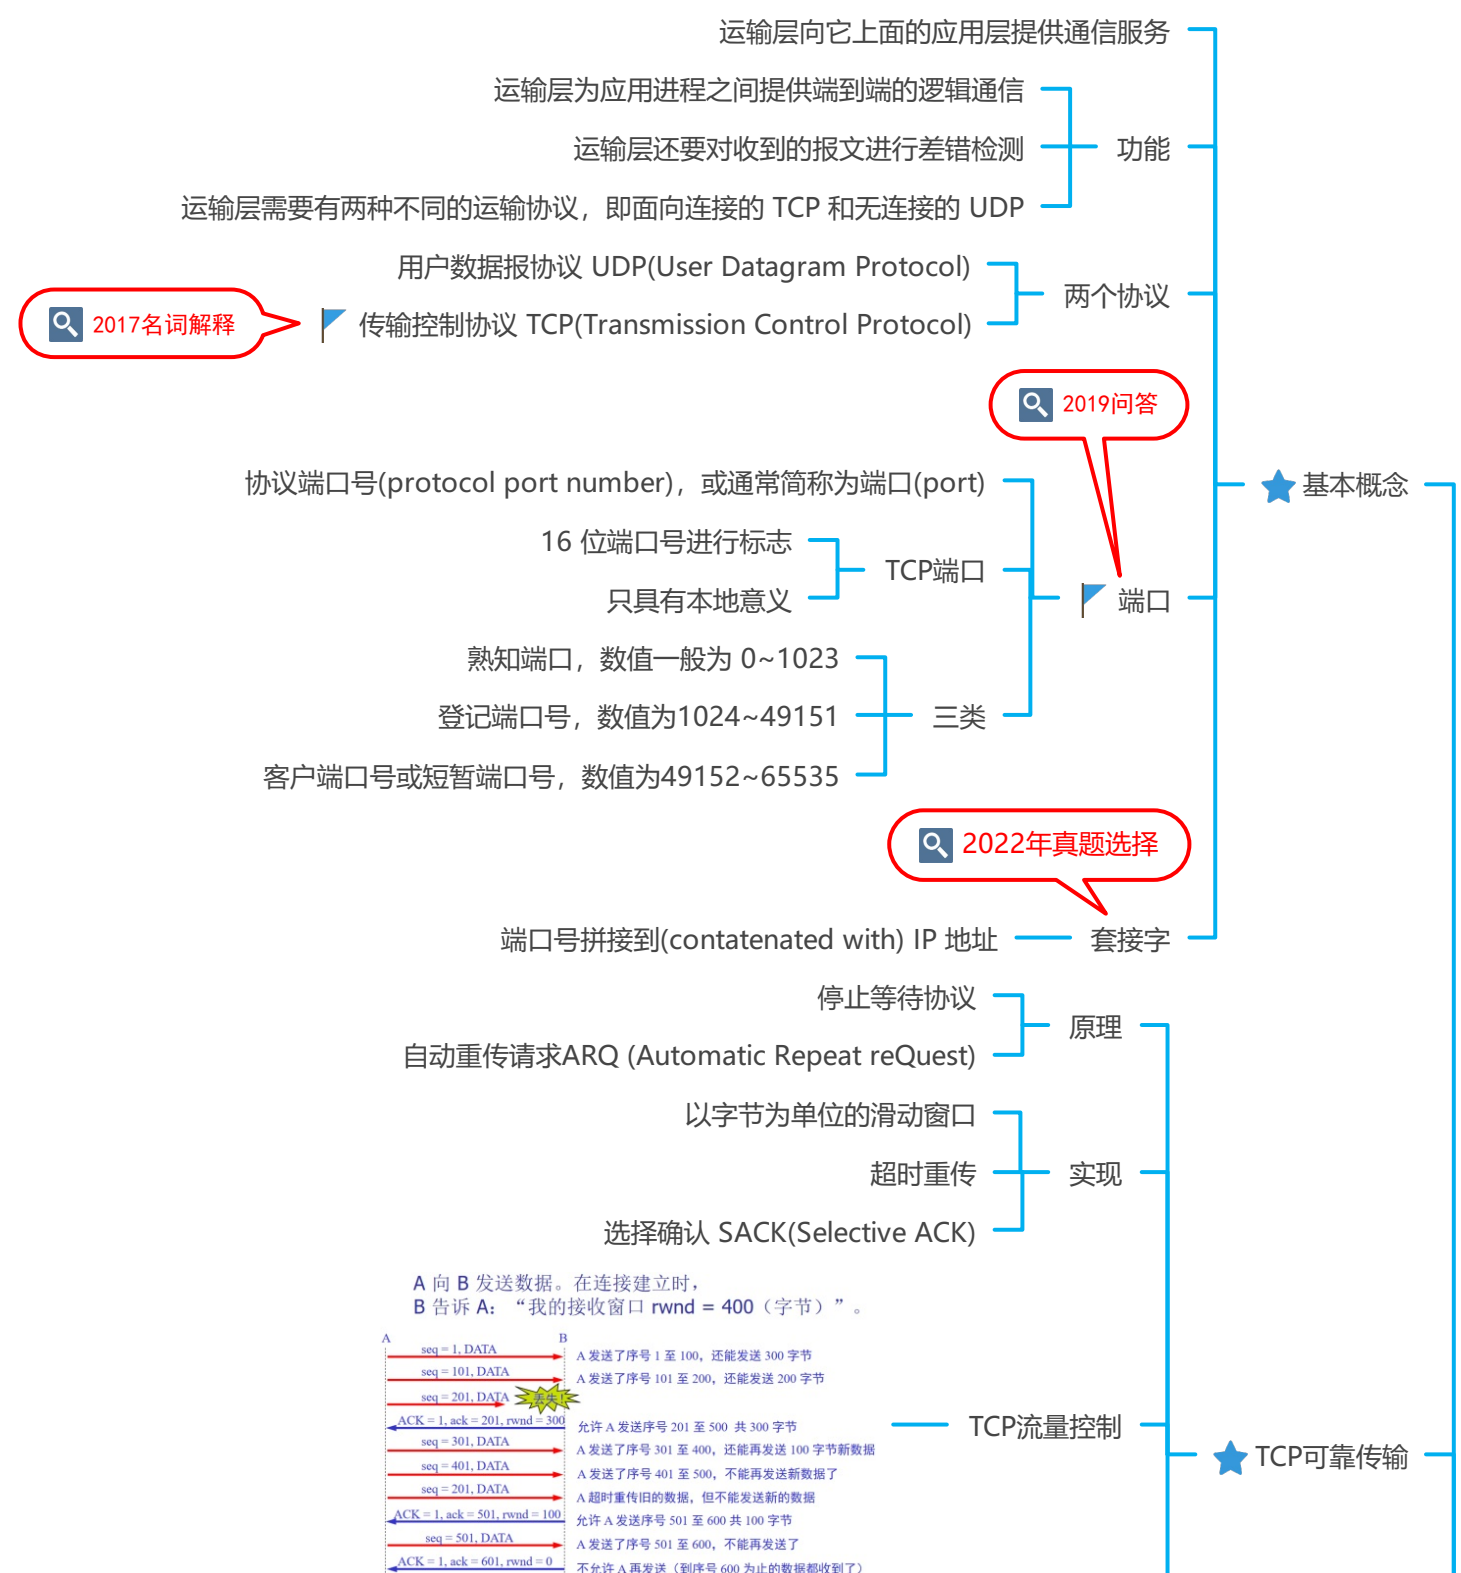 运输层向它上面的应用层提供通信服务
运输层为应用进程之间提供端到端的逻辑通信
运输层还要对收到的报文进行差错检测
功能
运输层需要有两种不同的运输协议，即面向连接的 TCP 和无连接的 UDP
用户数据报协议 UDP(User Datagram Protocol)
两个协议
2017名词解释
传输控制协议 TCP(Transmission Control Protocol)
2019问答
协议端口号(protocol port number)，或通常简称为端口(port)
基本概念
16 位端口号进行标志
TCP端口
只具有本地意义
端口
熟知端口，数值一般为 0~1023
登记端口号，数值为1024~49151
三类
客户端口号或短暂端口号，数值为49152~65535
2022年真题选择
端口号拼接到(contatenated with) IP 地址
套接字
停止等待协议
原理
自动重传请求ARQ (Automatic Repeat reQuest)
以字节为单位的滑动窗口
超时重传
实现
选择确认 SACK(Selective ACK)
A 向 B 发送数据。在连接建立时，
B 告诉 A：“我的接收窗口 rwnd = 400（字节）”。
A
B
seq = 1, DATA
A 发送了序号 1 至 100，还能发送 300 字节
seq = 101, DATA
A 发送了序号 101 至 200，还能发送 200 字节
seq = 201, DATA
丢失！
ACK = 1, ack = 201, rwnd = 300
允许 A 发送序号 201 至 500 共 300 字节
TCP流量控制
seq = 301, DATA
A 发送了序号 301 至 400，还能再发送 100 字节新数据
TCP可靠传输
seq = 401, DATA
A 发送了序号 401 至 500，不能再发送新数据了
seq = 201, DATA
A 超时重传旧的数据，但不能发送新的数据
ACK = 1, ack = 501, rwnd = 100
允许 A 发送序号 501 至 600 共 100 字节
seq = 501, DATA
A 发送了序号 501 至 600，不能再发送了
ACK = 1, ack = 601, rwnd = 0
不允许 A 再发送（到序号 600 为止的数据都收到了）